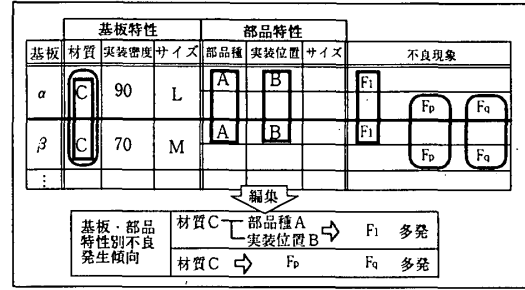 基板特性 部品特性
基板 材質 実装密度 サイズ 部品種 実装位置 サイズ 不良現象
α C 90 L A B F1
Fp Fq
β C 70 M A B F1
Fp Fq
⋮
編集
基板・部品
特性別不良
発生傾向
材質C 部品種A
実装位置B ⇨ F1 多発
材質C ⇨ Fp Fq 多発